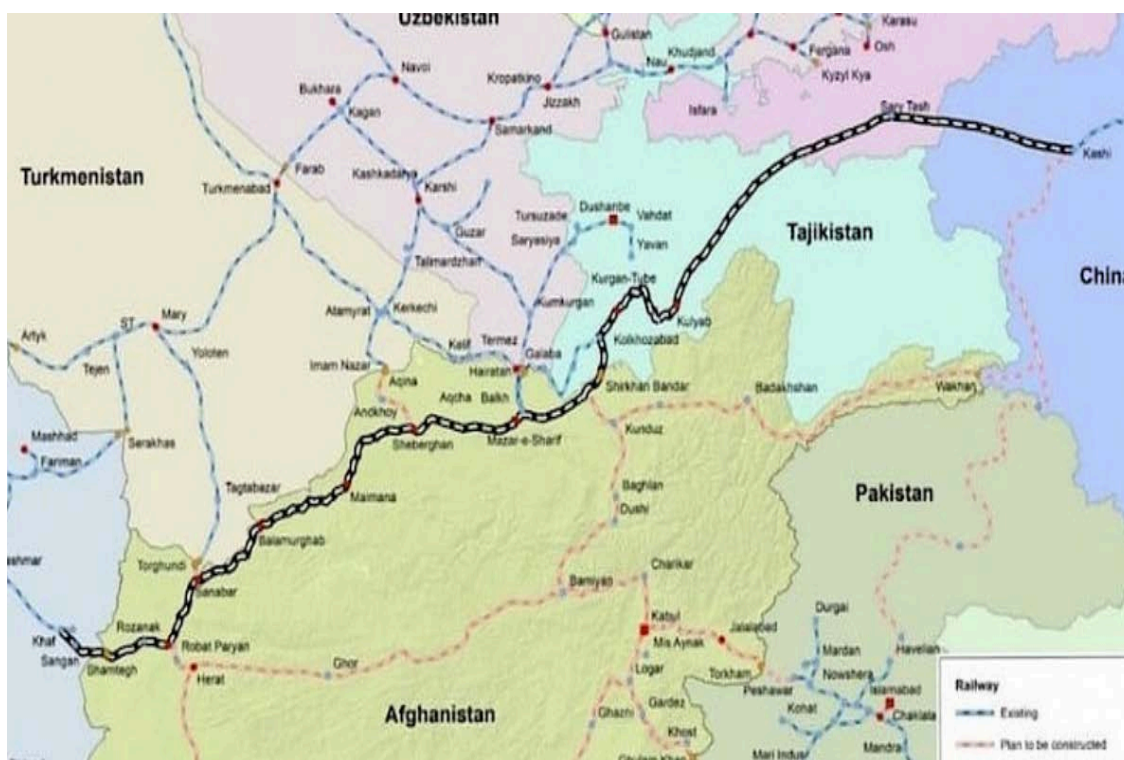 Uzbekistan
Karasu
Gulistan
Khudjand
Fergana
Osh
Navoi
Nau
Kropatkino
Kyzyl Kya
Bukhara
Jizzakh
Kagan
Isfara
Sary Tash
Samarkand
Kashi
Farab
Kashkadarya
Turkmenistan
Turkmenabad
Karshi
Dushanbe
Tursuzade
Vahdat
Guzar
Saryasiya
Tajikistan
Yavan
Talimardzhan
Kurgan-Tube
China
Kumkurgan
Atamyrat
Kerkechi
Mary
Kulyab
ST
Artyk
Termez
Kolkhozabad
Yoloten
Kelif
Galaba
Tejen
Imam Nazar
Hairatan
Aqina
Shirkhan Bandar
Badakhshan
Wakhan
Aqcha
Balkh
Andkhoy
Kunduz
Mashhad
Serakhas
Sheberghan
Mazar-e-Sharif
Fariman
Baghlan
Tagtabazar
Maimana
Pakistan
Dushi
Balamurghab
ashmar
Torghundi
Charikar
Bamiyan
Sanabar
Durgai
Kabul
Khaf
Rozanak
Jalalabad
Mis Aynak
Robat Paryan
Mardan
Havelian
Sangan
Shamtegh
Ghor
Torkham
Nowshera
Herat
Logar
Peshawar
Railway
Islamabad
Gardez
Kohat
Existing
Afghanistan
Ghazni
Chaklala
Khost
Plan to be constructed
Mari Indus
Mandra
Ghulam Khan